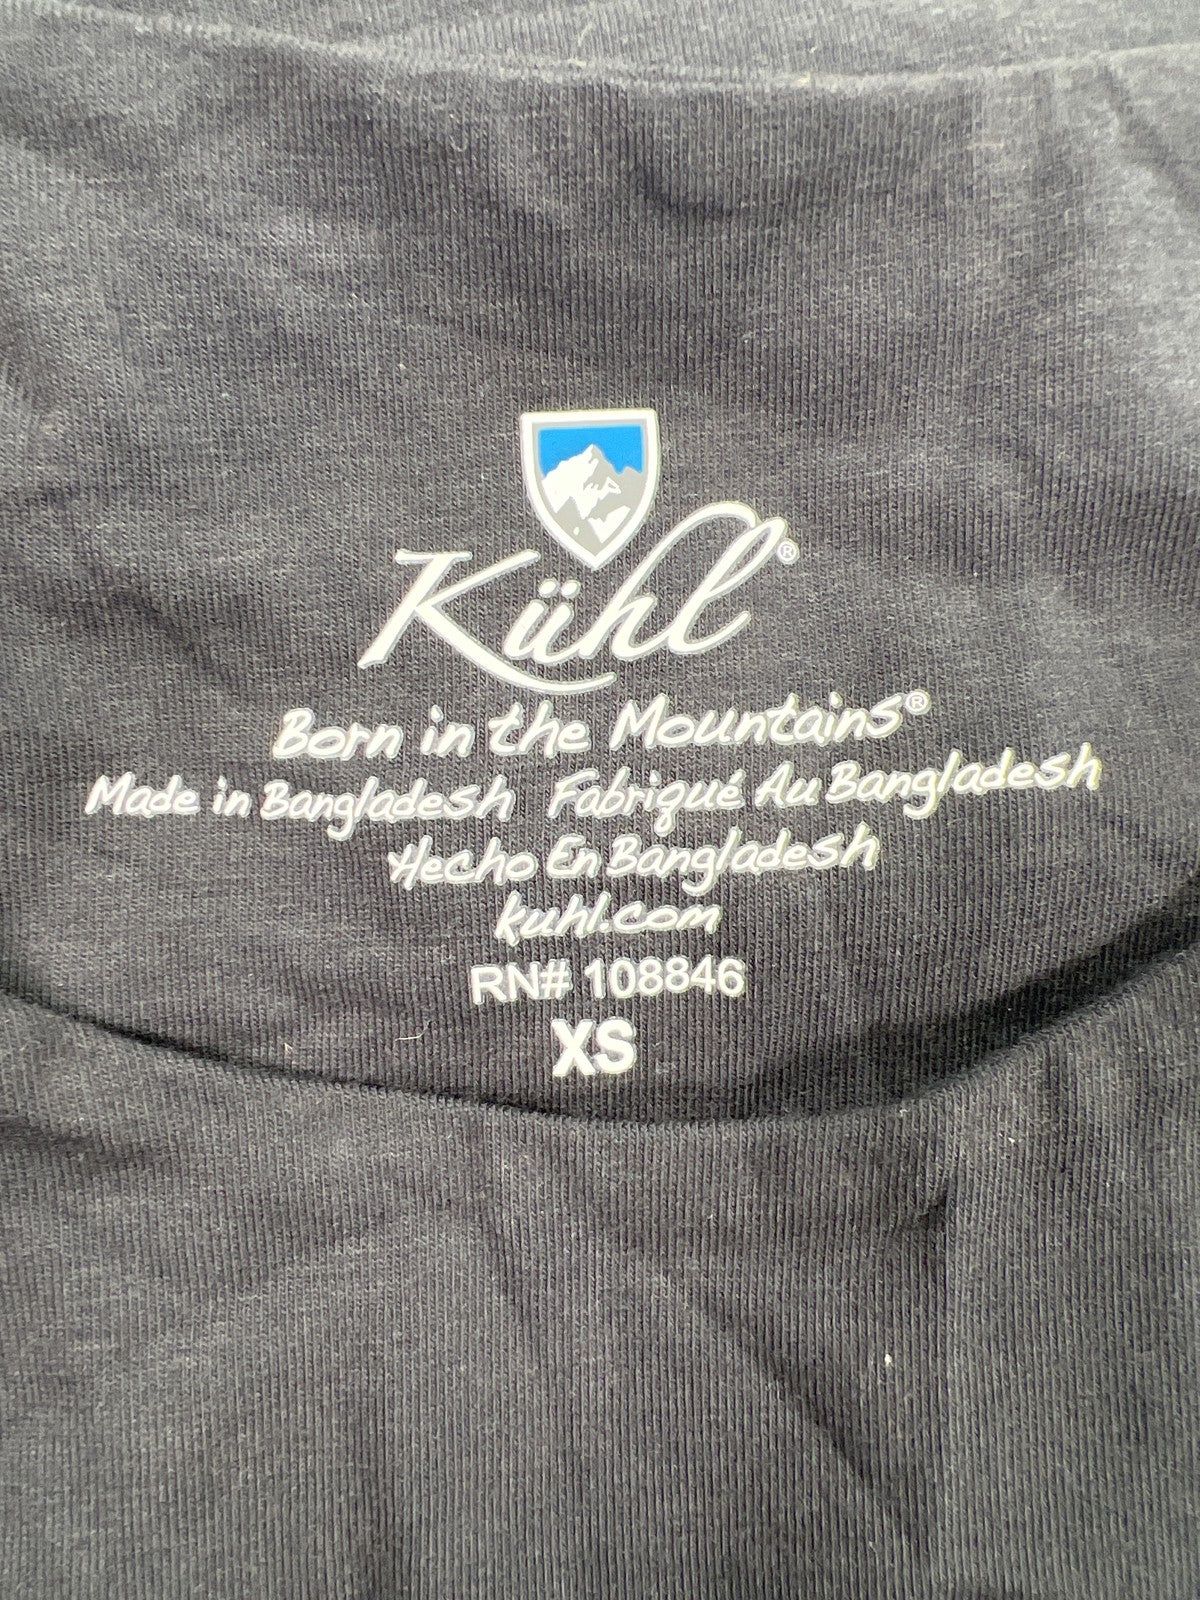 Kühl®
Born in the Mountains®
Made in Bangladesh Fabriqué Au Bangladesh
Hecho En Bangladesh
kuhl.com
RN# 108846
XS